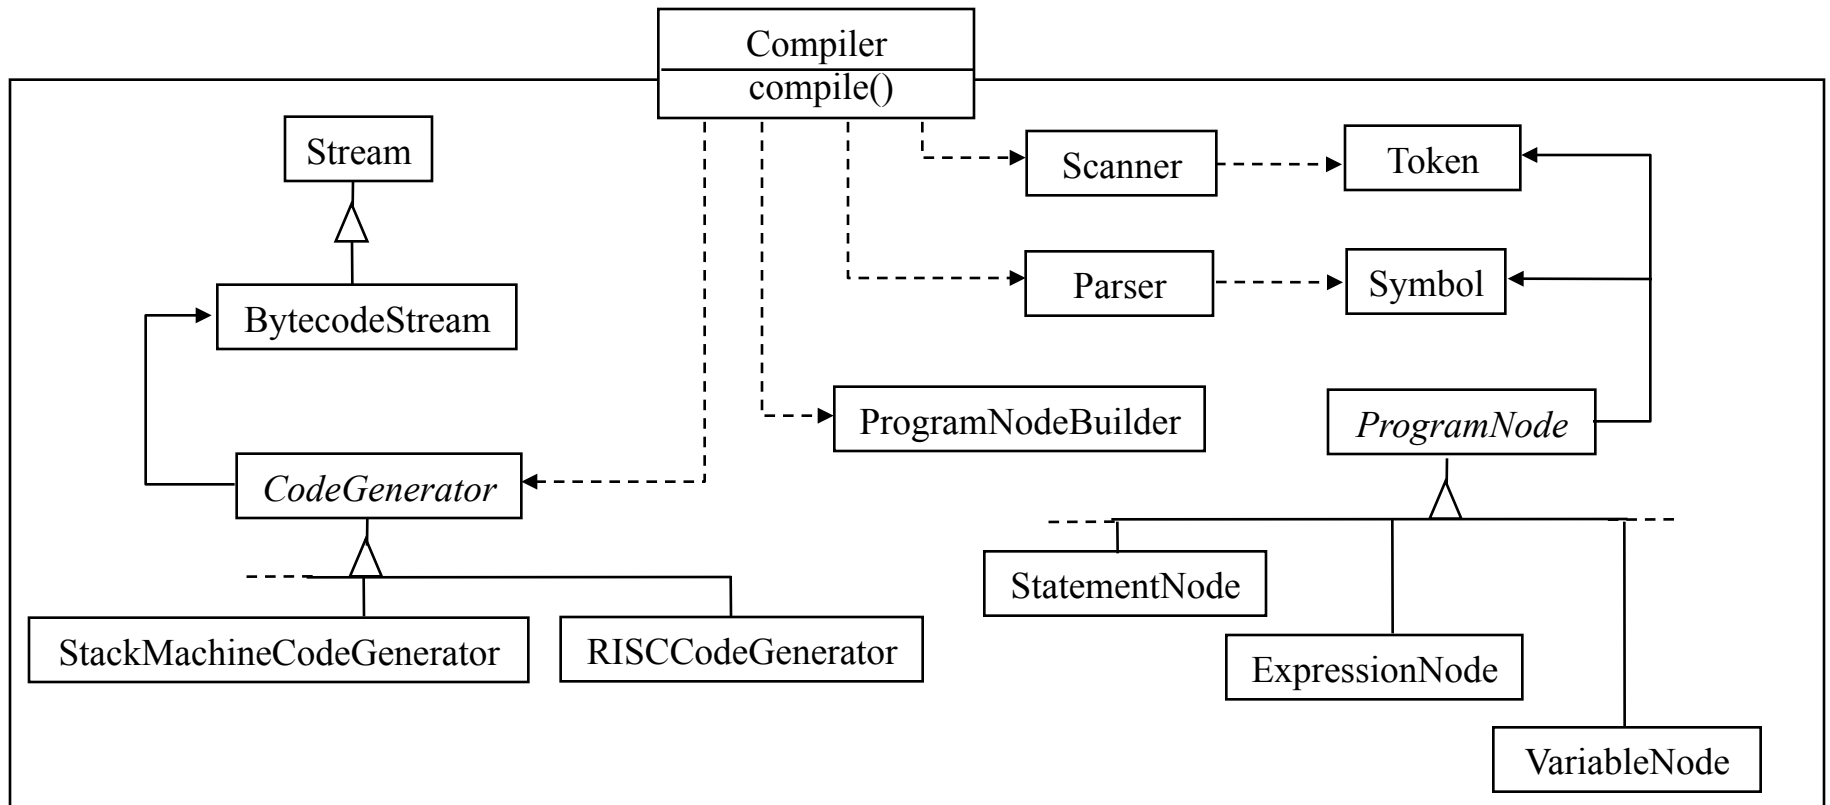 Compiler
compile()
Stream
Scanner
Token
BytecodeStream
Parser
Symbol
ProgramNodeBuilder
ProgramNode
CodeGenerator
StatementNode
StackMachineCodeGenerator
RISCCodeGenerator
ExpressionNode
VariableNode